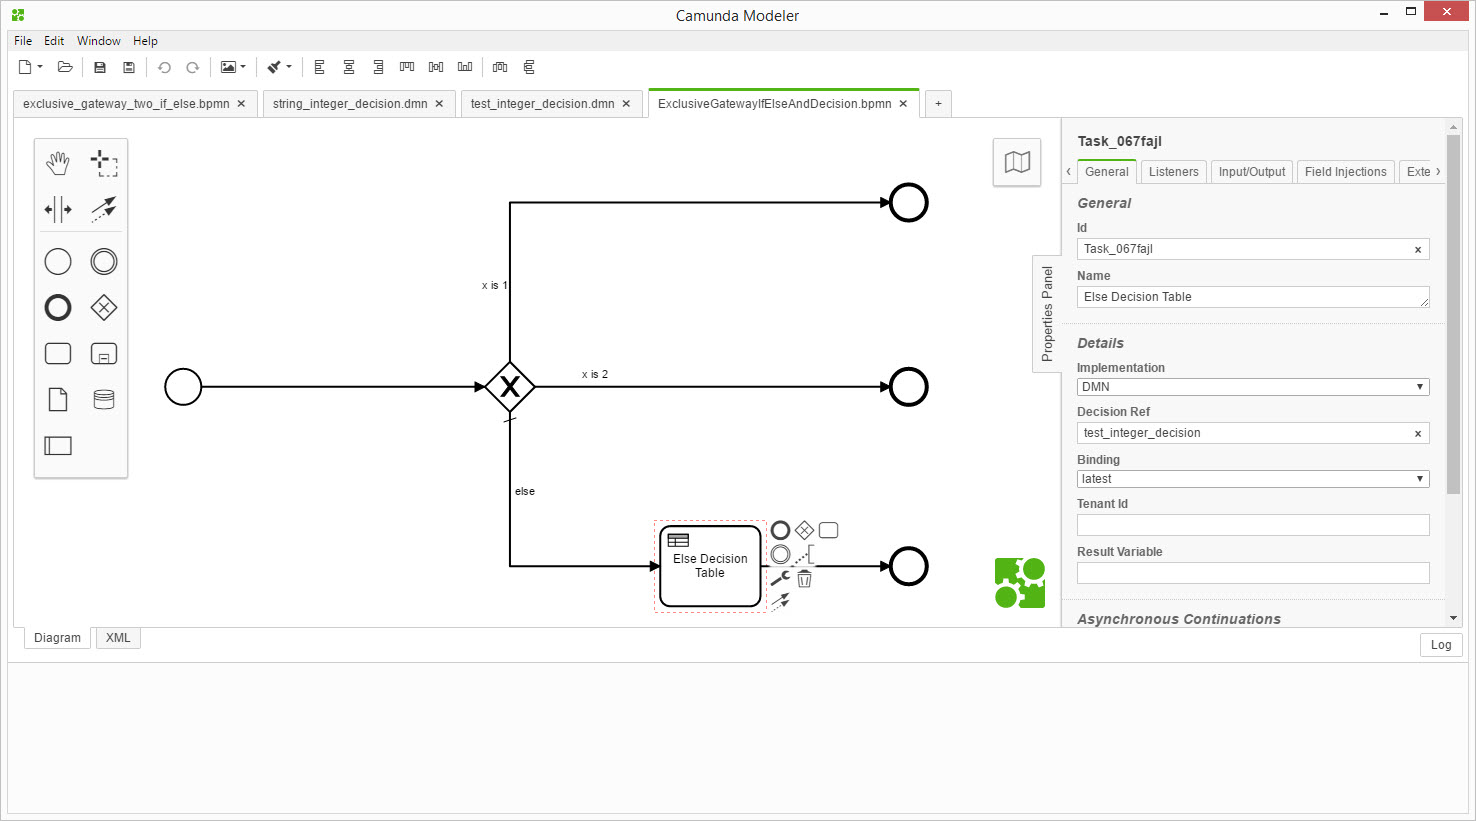 Camunda Modeler
File Edit Window Help
exclusive_gateway_two_if_else.bpmn × string_integer_decision.dmn × test_integer_decision.dmn × ExclusiveGatewayIfElseAndDecision.bpmn × +
x is 1
x is 2
else
Else Decision
Table
Properties Panel
Task_067fajl
General Listeners Input/Output Field Injections Exte
General
Id
Task_067fajl
Name
Else Decision Table
Details
Implementation
DMN
Decision Ref
test_integer_decision
Binding
latest
Tenant Id
Result Variable
Asynchronous Continuations
Diagram XML
Log